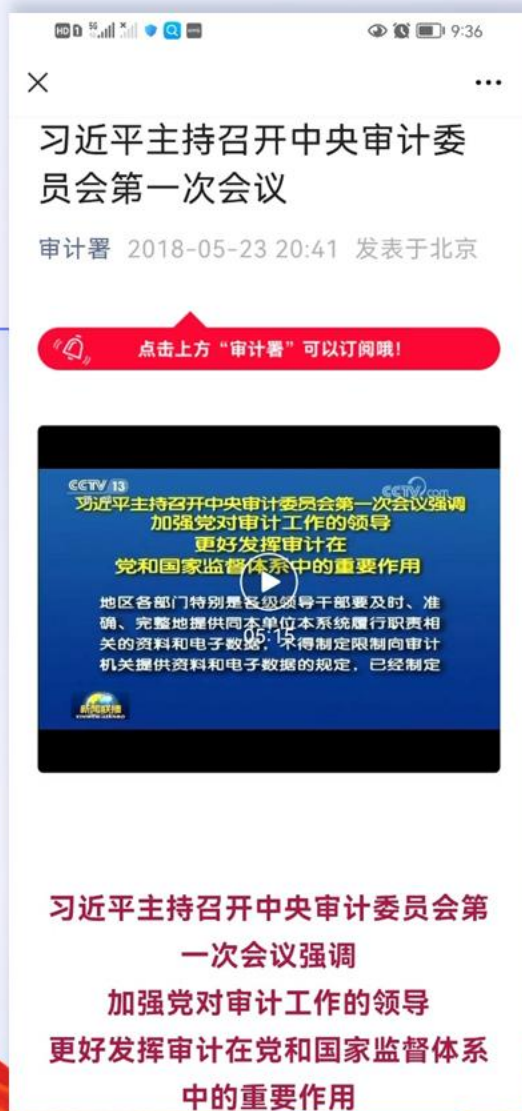 HD 5G 9:36
习近平主持召开中央审计委
员会第一次会议
审计署 2018-05-23 20:41 发表于北京
点击上方“审计署”可以订阅哦!
CCTV 13
CCTV.com
习近平主持召开中央审计委员会第一次会议强调
加强党对审计工作的领导
更好发挥审计在
党和国家监督体系中的重要作用
地区各部门特别是各级领导干部要及时、准
确、完整地提供同本单位本系统履行职责相
05:15
关的资料和电子数据，不得制定限制向审计
机关提供资料和电子数据的规定，已经制定
新闻联播
习近平主持召开中央审计委员会第
一次会议强调
加强党对审计工作的领导
更好发挥审计在党和国家监督体系
中的重要作用